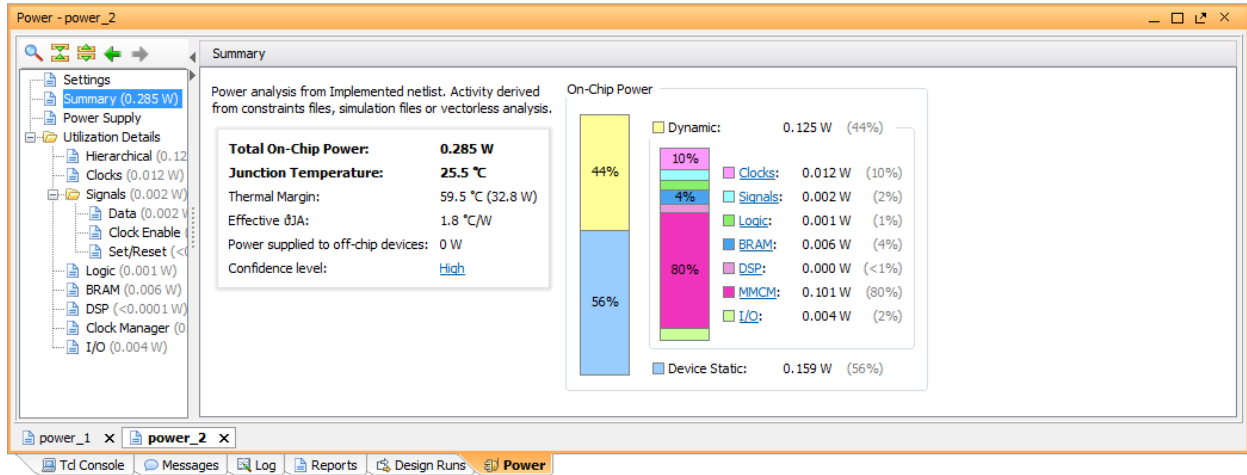 Power - power_2
Summary
Settings
Summary (0.285 W)
Power Supply
Utilization Details
Hierarchical (0.12
Clocks (0.012 W)
Signals (0.002 W)
Data (0.002 W
Clock Enable (
Set/Reset (<0
Logic (0.001 W)
BRAM (0.006 W)
DSP (<0.0001 W)
Clock Manager (0
I/O (0.004 W)
Power analysis from Implemented netlist. Activity derived
from constraints files, simulation files or vectorless analysis.
Total On-Chip Power: 0.285 W
Junction Temperature: 25.5 °C
Thermal Margin: 59.5 °C (32.8 W)
Effective ϑJA: 1.8 °C/W
Power supplied to off-chip devices: 0 W
Confidence level: High
On-Chip Power
44%
56%
Dynamic: 0.125 W (44%)
10%
4%
80%
Clocks: 0.012 W (10%)
Signals: 0.002 W (2%)
Logic: 0.001 W (1%)
BRAM: 0.006 W (4%)
DSP: 0.000 W (<1%)
MMCM: 0.101 W (80%)
I/O: 0.004 W (2%)
Device Static: 0.159 W (56%)
power_1
power_2
Tcl Console
Messages
Log
Reports
Design Runs
Power